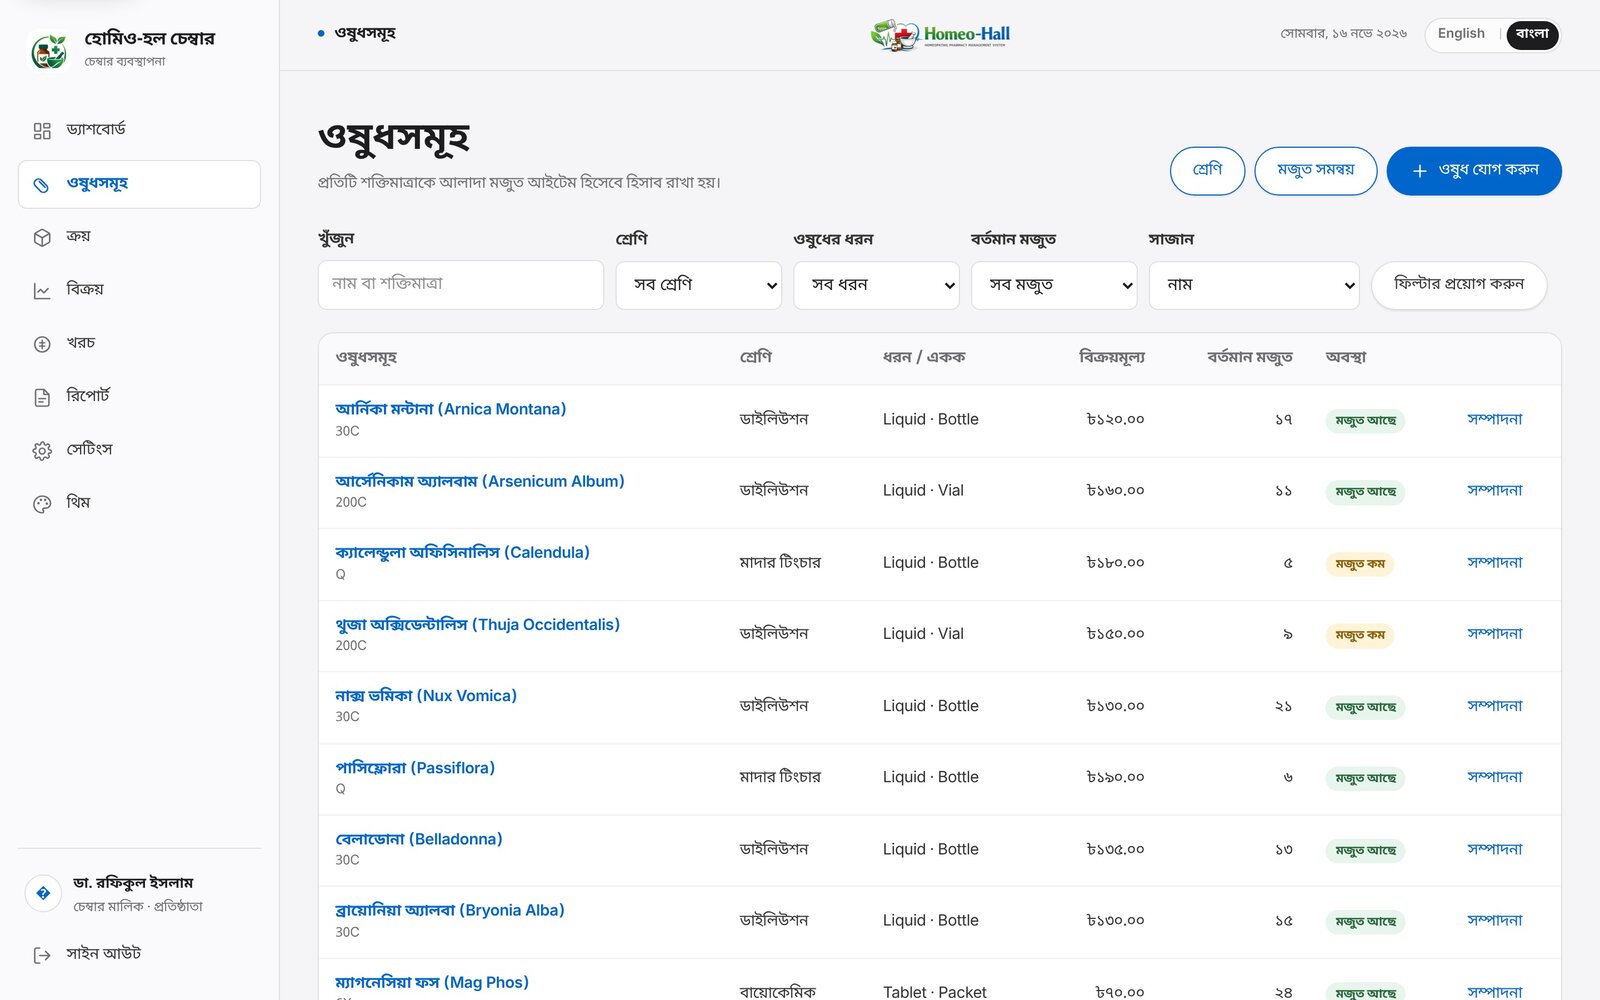 হোমিও-হল চেম্বার
চেম্বার ব্যবস্থাপনা
ড্যাশবোর্ড
ওষুধসমূহ
ক্রয়
বিক্রয়
খরচ
রিপোর্ট
সেটিংস
থিম
ডা. রফিকুল ইসলাম
চেম্বার মালিক · প্রতিষ্ঠাতা
সাইন আউট
ওষুধসমূহ
Homeo-Hall
HOMEOPATHIC PHARMACY MANAGEMENT SYSTEM
সোমবার, ১৬ নভে ২০২৬
English | বাংলা
ওষুধসমূহ
প্রতিটি শক্তিমাত্রাকে আলাদা মজুত আইটেম হিসেবে হিসাব রাখা হয়।
শ্রেণি
মজুত সমন্বয়
+ ওষুধ যোগ করুন
খুঁজুন শ্রেণি ওষুধের ধরন বর্তমান মজুত সাজান
নাম বা শক্তিমাত্রা সব শ্রেণি সব ধরন সব মজুত নাম ফিল্টার প্রয়োগ করুন
ওষুধসমূহ শ্রেণি ধরন / একক বিক্রয়মূল্য বর্তমান মজুত অবস্থা
আর্নিকা মন্টানা (Arnica Montana) ডাইলিউশন Liquid · Bottle ৳১২০.০০ ১৭ মজুত আছে সম্পাদনা
30C
আর্সেনিকাম অ্যালবাম (Arsenicum Album) ডাইলিউশন Liquid · Vial ৳১৬০.০০ ১১ মজুত আছে সম্পাদনা
200C
ক্যালেন্ডুলা অফিসিনালিস (Calendula) মাদার টিংচার Liquid · Bottle ৳১৮০.০০ ৫ মজুত কম সম্পাদনা
Q
থুজা অক্সিডেন্টালিস (Thuja Occidentalis) ডাইলিউশন Liquid · Vial ৳১৫০.০০ ৯ মজুত কম সম্পাদনা
200C
নাক্স ভমিকা (Nux Vomica) ডাইলিউশন Liquid · Bottle ৳১৩০.০০ ২১ মজুত আছে সম্পাদনা
30C
পাসিফ্লোরা (Passiflora) মাদার টিংচার Liquid · Bottle ৳১৯০.০০ ৬ মজুত আছে সম্পাদনা
Q
বেলাডোনা (Belladonna) ডাইলিউশন Liquid · Bottle ৳১৩৫.০০ ১৩ মজুত আছে সম্পাদনা
30C
ব্রায়োনিয়া অ্যালবা (Bryonia Alba) ডাইলিউশন Liquid · Bottle ৳১৩০.০০ ১৫ মজুত আছে সম্পাদনা
30C
ম্যাগনেসিয়া ফস (Mag Phos) বায়োকেমিক Tablet · Packet ৳৭০.০০ ২৪ মজুত আছে সম্পাদনা